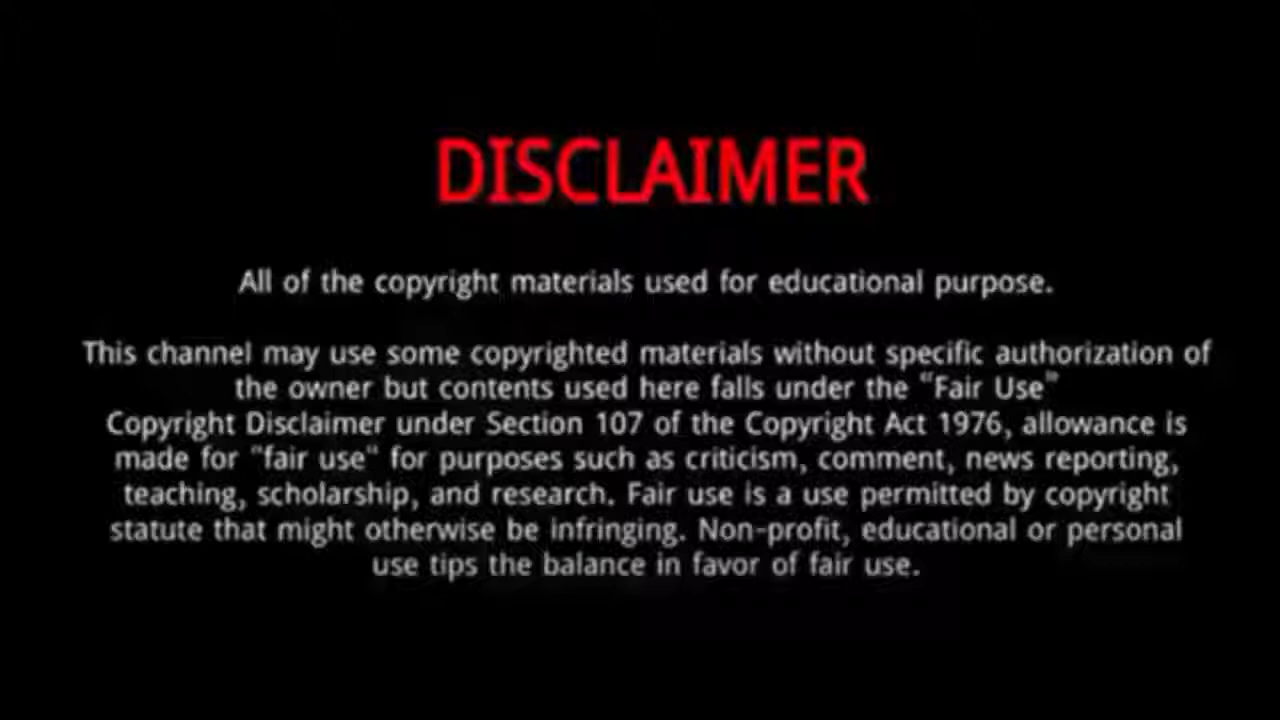 DISCLAIMER
All of the copyright materials used for educational purpose.
This channel may use some copyrighted materials without specific authorization of
the owner but contents used here falls under the “Fair Use”
Copyright Disclaimer under Section 107 of the Copyright Act 1976, allowance is
made for "fair use" for purposes such as criticism, comment, news reporting,
teaching, scholarship, and research. Fair use is a use permitted by copyright
statute that might otherwise be infringing. Non-profit, educational or personal
use tips the balance in favor of fair use.